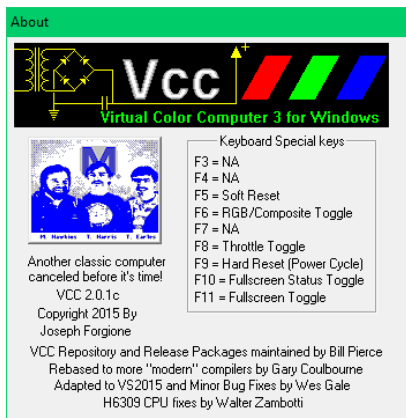 About
Vcc
Virtual Color Computer 3 for Windows
M. Hawkins T. Harris T. Earles
Another classic computer
canceled before it's time!
VCC 2.0.1c
Copyright 2015 By
Joseph Forgione
Keyboard Special keys
F3 = NA
F4 = NA
F5 = Soft Reset
F6 = RGB/Composite Toggle
F7 = NA
F8 = Throttle Toggle
F9 = Hard Reset (Power Cycle)
F10 = Fullscreen Status Toggle
F11 = Fullscreen Toggle
VCC Repository and Release Packages maintained by Bill Pierce
Rebased to more "modern" compilers by Gary Coulbourne
Adapted to VS2015 and Minor Bug Fixes by Wes Gale
H6309 CPU fixes by Walter Zambotti